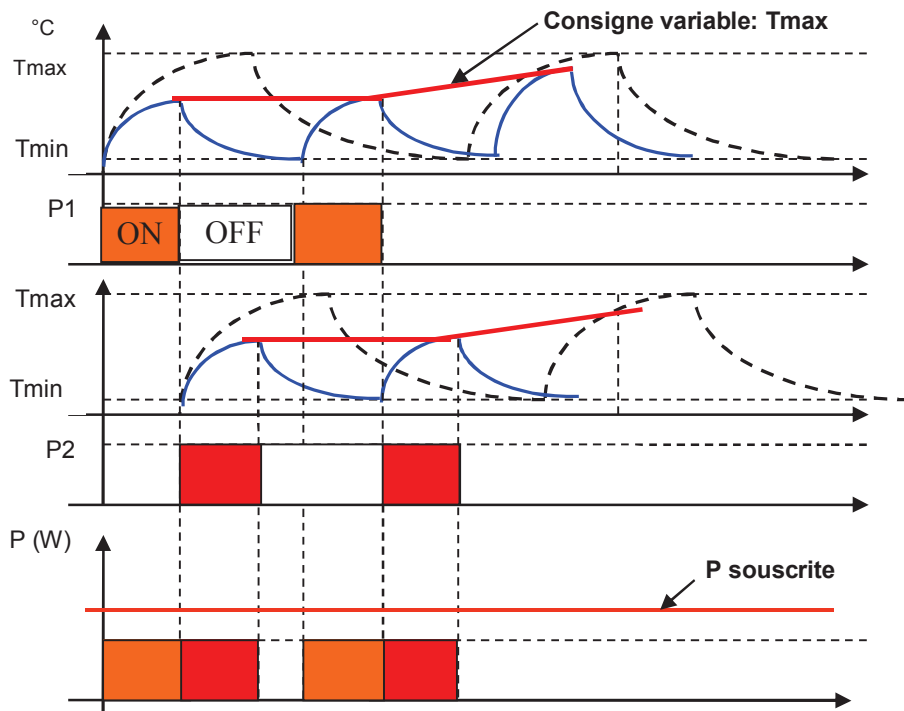 °C
Consigne variable: Tmax
Tmax
Tmin
P1
ON OFF
Tmax
Tmin
P2
P (W)
P souscrite